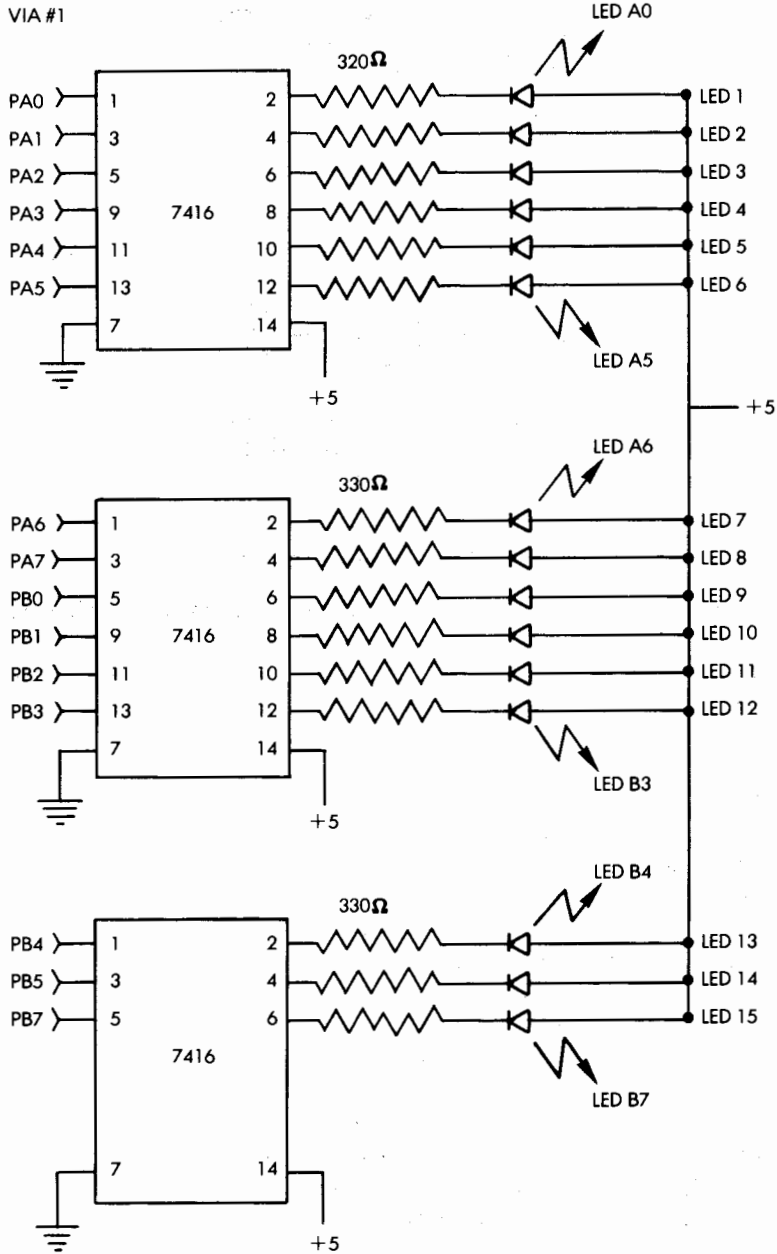 VIA #1
LED A0
320Ω
PA0 1 2 LED 1
PA1 3 4 LED 2
PA2 5 6 LED 3
PA3 9 7416 8 LED 4
PA4 11 10 LED 5
PA5 13 12 LED 6
7 14
LED A5
+5
+5
LED A6
330Ω
PA6 1 2 LED 7
PA7 3 4 LED 8
PB0 5 6 LED 9
PB1 9 7416 8 LED 10
PB2 11 10 LED 11
PB3 13 12 LED 12
7 14
LED B3
+5
LED B4
330Ω
PB4 1 2 LED 13
PB5 3 4 LED 14
PB7 5 6 LED 15
7416
LED B7
7 14
+5